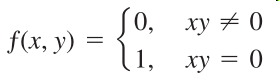 f(x, y) = { 0, xy ≠ 0
1, xy = 0